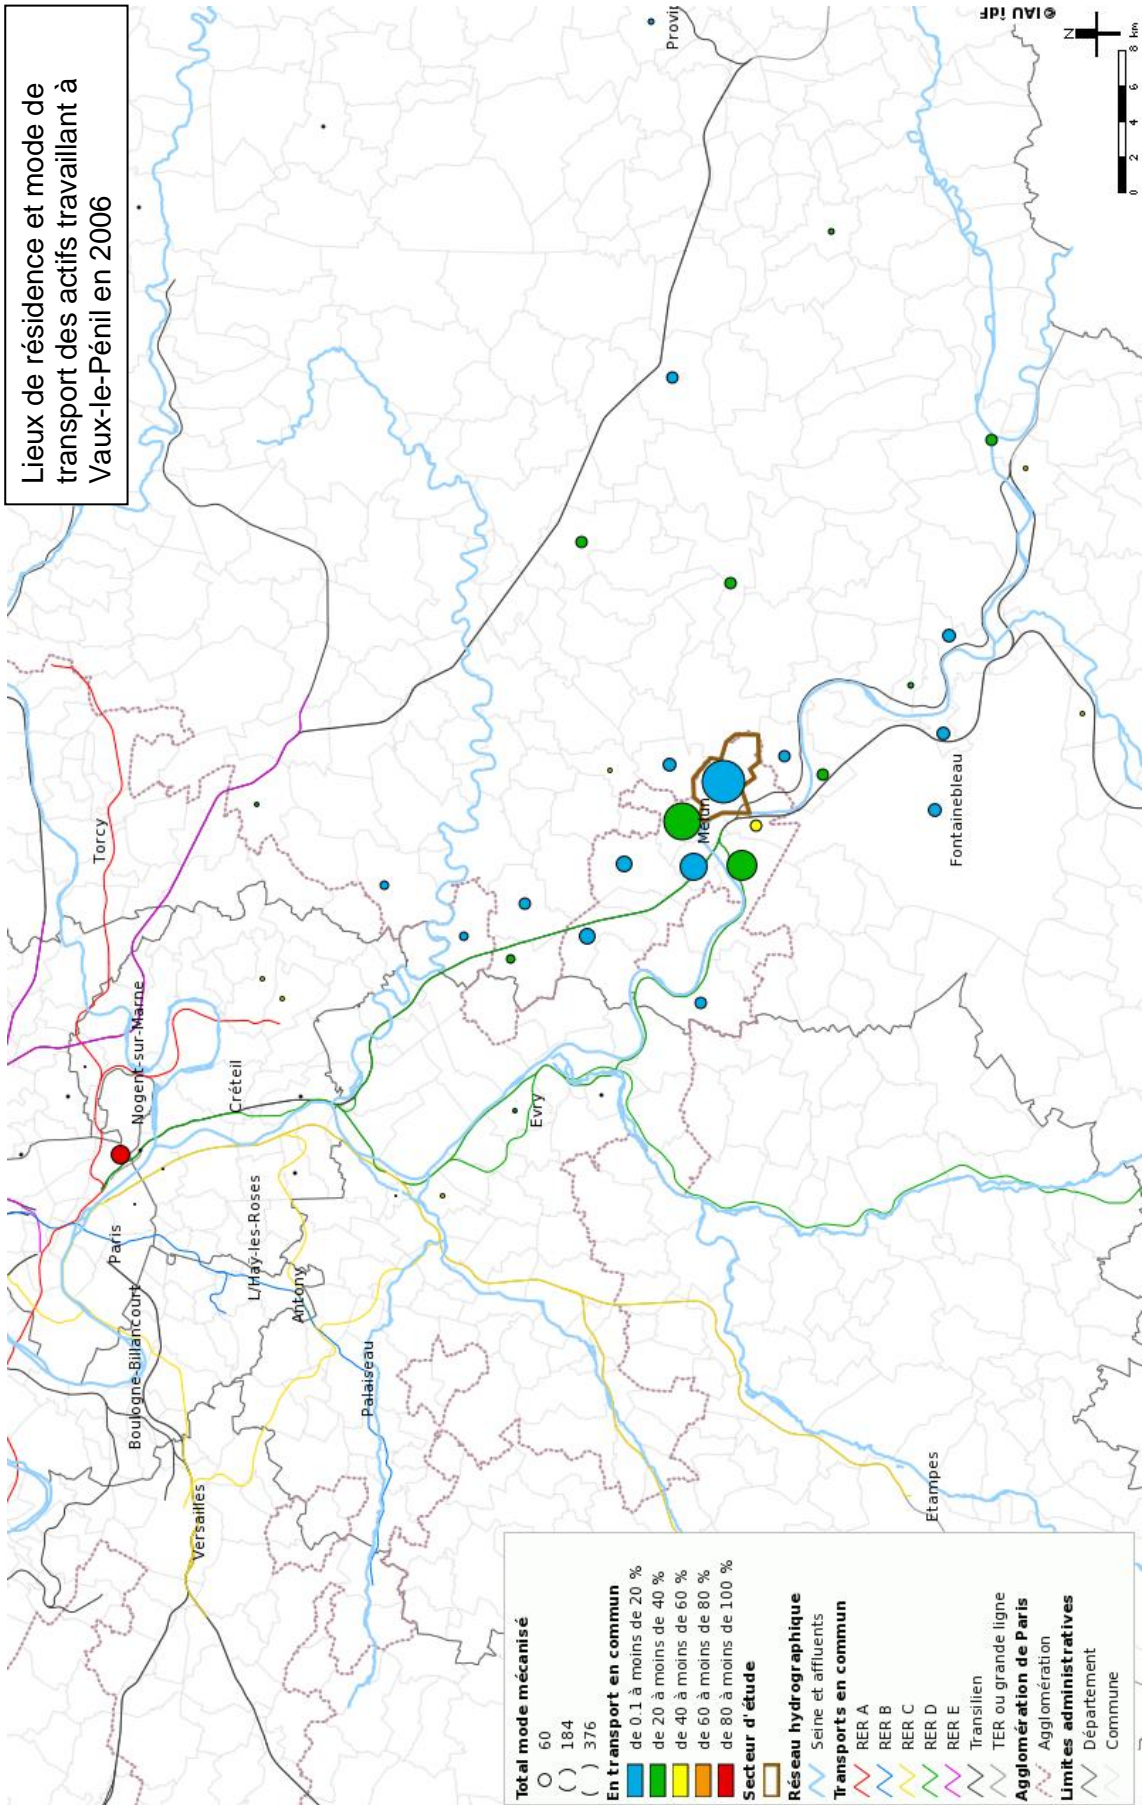 Lieux de résidence et mode de
transport des actifs travaillant à
Vaux-le-Pénil en 2006
Torcy
Nogent-sur-Marne
Créteil
Paris
L'Haÿ-les-Roses
Boulogne-Billancourt
Antony
Versailles
Palaiseau
Evry
Melun
Fontainebleau
Etampes
Provi
Total mode mécanisé
60
184
376
En transport en commun
de 0.1 à moins de 20 %
de 20 à moins de 40 %
de 40 à moins de 60 %
de 60 à moins de 80 %
de 80 à moins de 100 %
Secteur d'étude
Réseau hydrographique
Seine et affluents
Transports en commun
RER A
RER B
RER C
RER D
RER E
Transilien
TER ou grande ligne
Agglomération de Paris
Agglomération
Limites administratives
Département
Commune
©IAU îdF
N
0 2 4 6 8 km